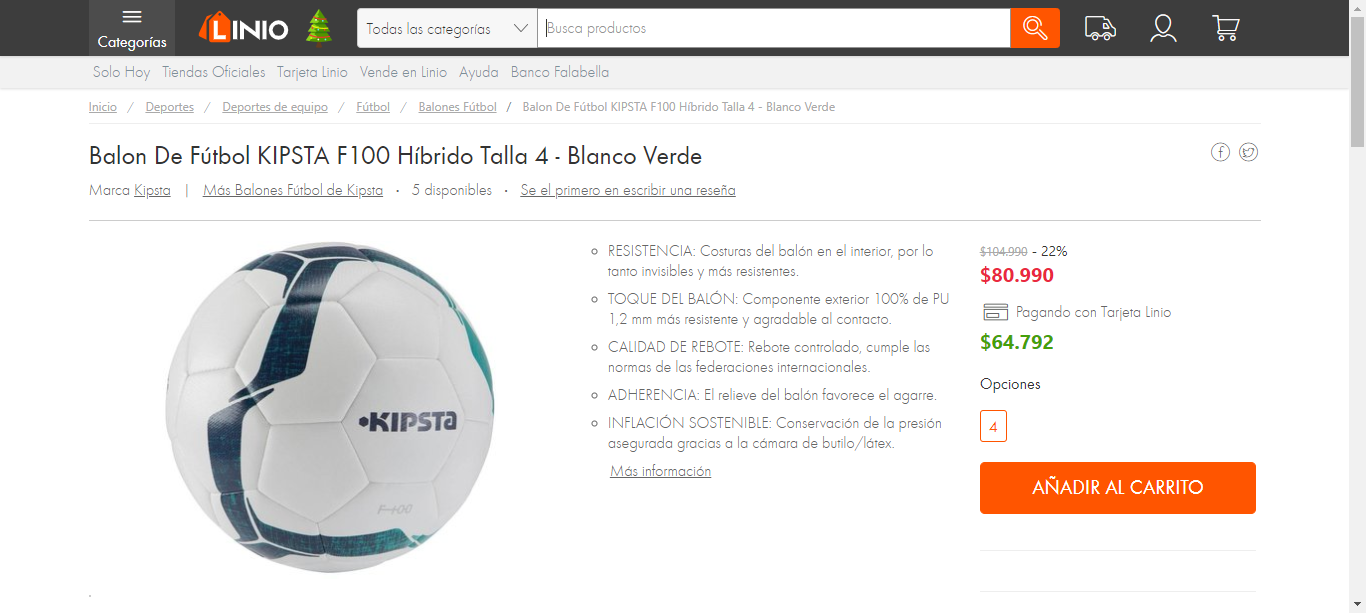 Categorías
LINIO
Todas las categorías
Busca productos
Solo Hoy Tiendas Oficiales Tarjeta Linio Vende en Linio Ayuda Banco Falabella
Inicio / Deportes / Deportes de equipo / Fútbol / Balones Fútbol / Balon De Fútbol KIPSTA F100 Híbrido Talla 4 - Blanco Verde
Balon De Fútbol KIPSTA F100 Híbrido Talla 4 - Blanco Verde
Marca Kipsta | Más Balones Fútbol de Kipsta · 5 disponibles · Se el primero en escribir una reseña
KIPSTA
F100
RESISTENCIA: Costuras del balón en el interior, por lo
tanto invisibles y más resistentes.
TOQUE DEL BALÓN: Componente exterior 100% de PU
1,2 mm más resistente y agradable al contacto.
CALIDAD DE REBOTE: Rebote controlado, cumple las
normas de las federaciones internacionales.
ADHERENCIA: El relieve del balón favorece el agarre.
INFLACIÓN SOSTENIBLE: Conservación de la presión
asegurada gracias a la cámara de butilo/látex.
Más información
$104.990 - 22%
$80.990
Pagando con Tarjeta Linio
$64.792
Opciones
4
AÑADIR AL CARRITO